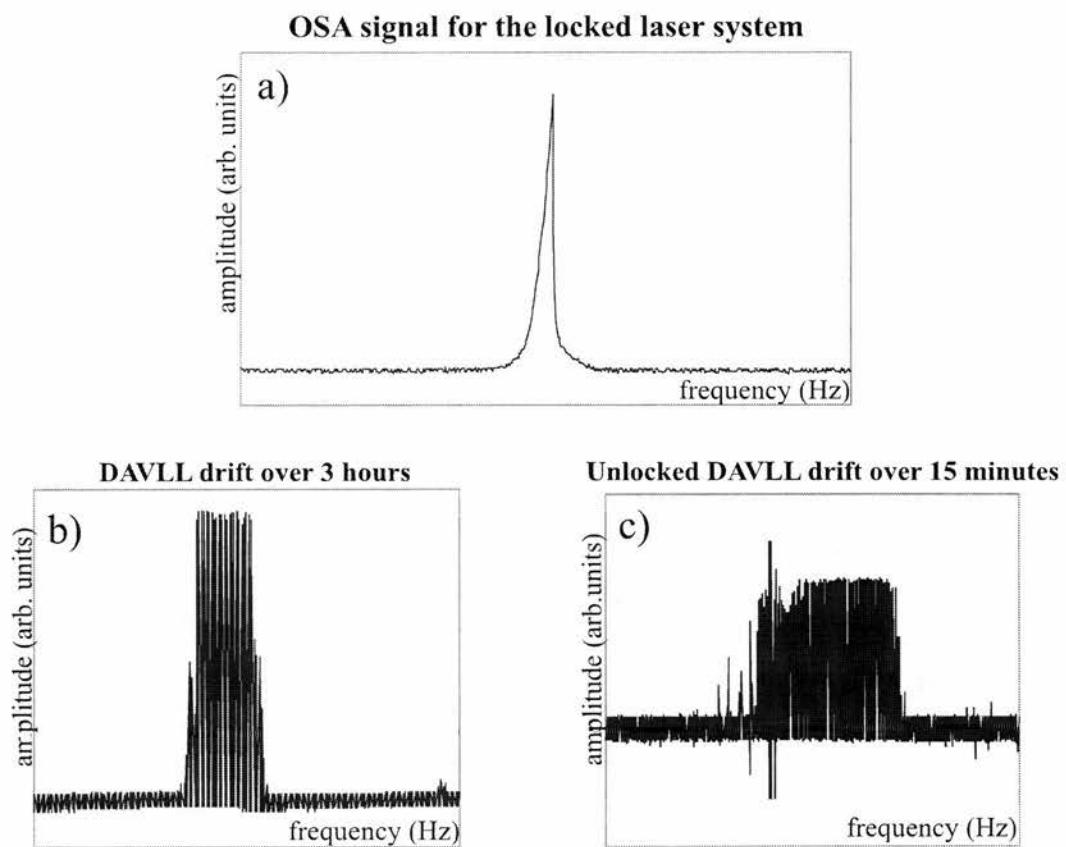 OSA signal for the locked laser system
a)
amplitude (arb. units)
frequency (Hz)
DAVLL drift over 3 hours
b)
amplitude (arb. units)
frequency (Hz)
Unlocked DAVLL drift over 15 minutes
c)
amplitude (arb.units)
frequency (Hz)